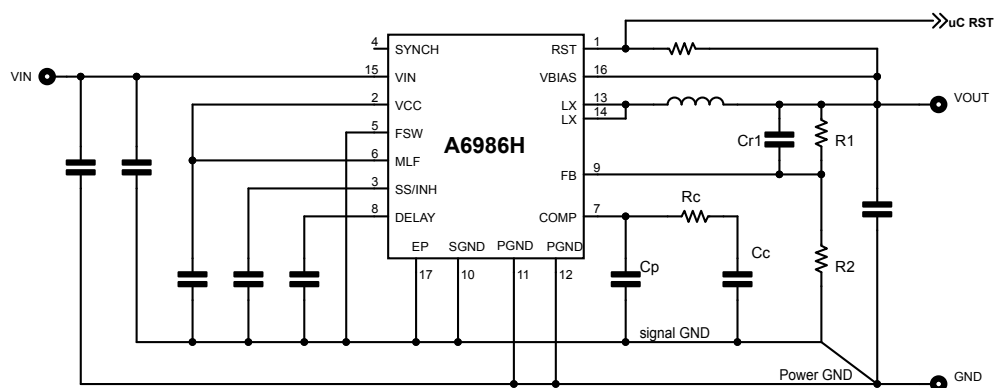 uC RST
4 SYNCH
RST 1
VIN
15 VIN
VBIAS 16
2 VCC
LX 13
VOUT
LX 14
5 FSW
A6986H
Cr1
R1
6 MLF
FB 9
3 SS/INH
Rc
8 DELAY
COMP 7
EP
SGND
PGND
PGND
Cp
Cc
R2
17
10
11
12
signal GND
Power GND
GND